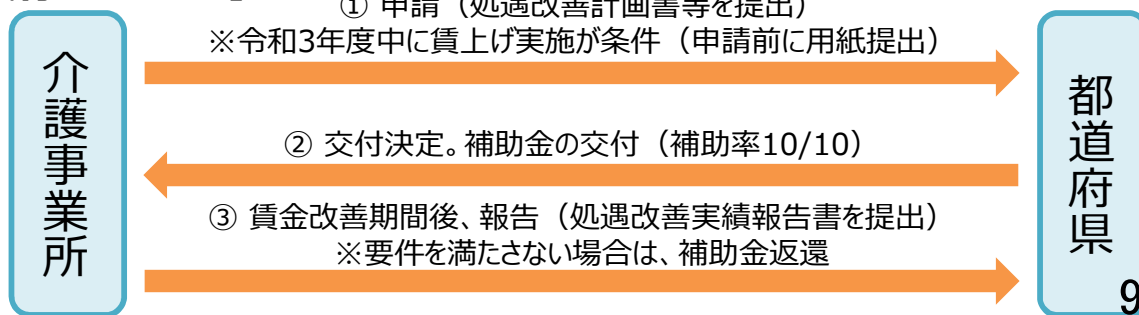 ① 申請（処遇改善計画書等を提出）
※令和3年度中に賃上げ実施が条件（申請前に用紙提出）
介護事業所
都道府県
② 交付決定。補助金の交付（補助率10/10）
③ 賃金改善期間後、報告（処遇改善実績報告書を提出）
※要件を満たさない場合は、補助金返還
9